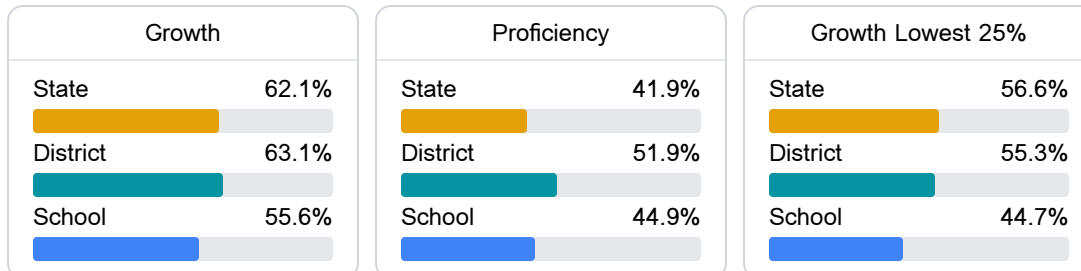 Growth
State 62.1%
District 63.1%
School 55.6%
Proficiency
State 41.9%
District 51.9%
School 44.9%
Growth Lowest 25%
State 56.6%
District 55.3%
School 44.7%